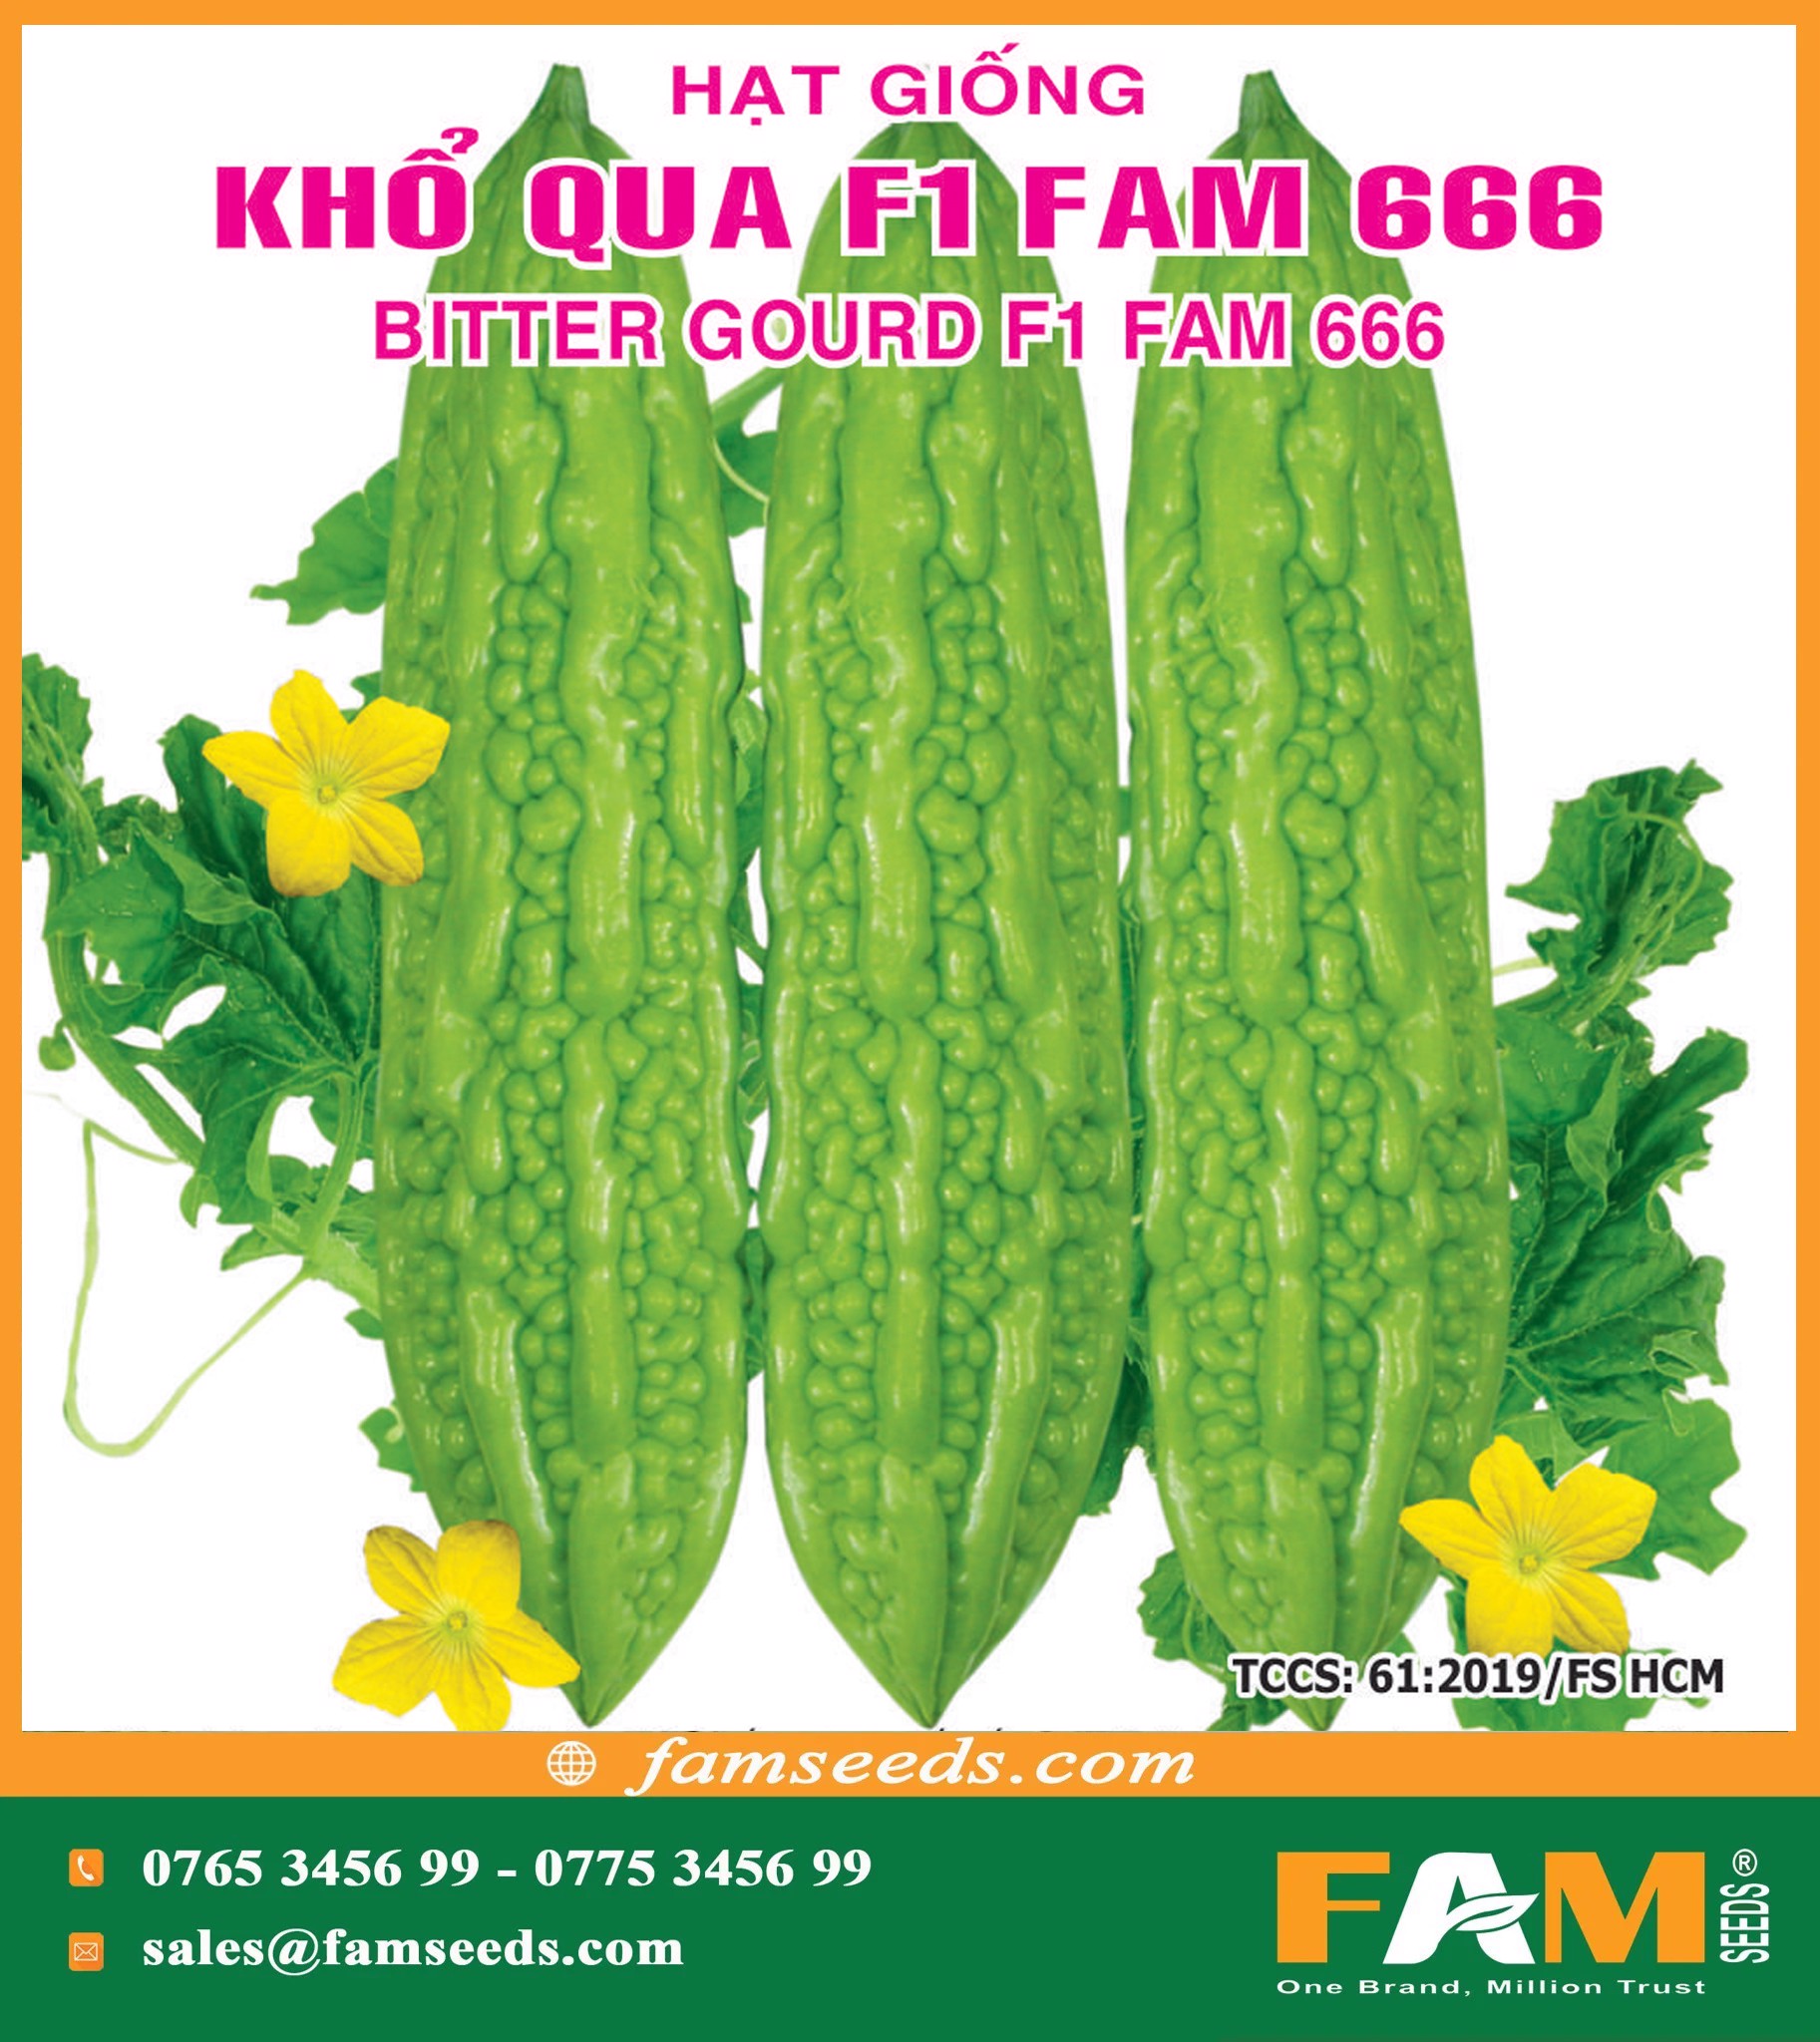 HẠT GIỐNG
KHỔ QUA F1 FAM 666
BITTER GOURD F1 FAM 666
TCCS: 61:2019/FS HCM
famseeds.com
0765 3456 99 - 0775 3456 99
sales@famseeds.com
FAM SEEDS®
One Brand, Million Trust